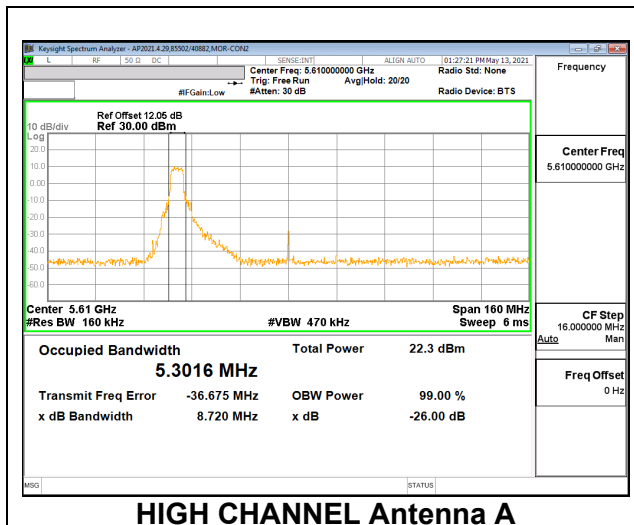 Keysight Spectrum Analyzer - AP2021.4.29,85502/40882,MOR-CON2
LXI L RF 50 Ω DC SENSE:INT ALIGN AUTO 01:27:21 PM May 13, 2021
Center Freq: 5.610000000 GHz Radio Std: None
Trig: Free Run Avg|Hold: 20/20
#IFGain:Low #Atten: 30 dB Radio Device: BTS
Frequency
Ref Offset 12.05 dB
10 dB/div Ref 30.00 dBm
Log
20.0
10.0
0.00
-10.0
-20.0
-30.0
-40.0
-50.0
-60.0
Center Freq
5.610000000 GHz
Center 5.61 GHz Span 160 MHz
#Res BW 160 kHz #VBW 470 kHz Sweep 6 ms
CF Step
16.000000 MHz
Auto Man
Freq Offset
0 Hz
Occupied Bandwidth Total Power 22.3 dBm
5.3016 MHz
Transmit Freq Error -36.675 MHz OBW Power 99.00 %
x dB Bandwidth 8.720 MHz x dB -26.00 dB
MSG STATUS
HIGH CHANNEL Antenna A